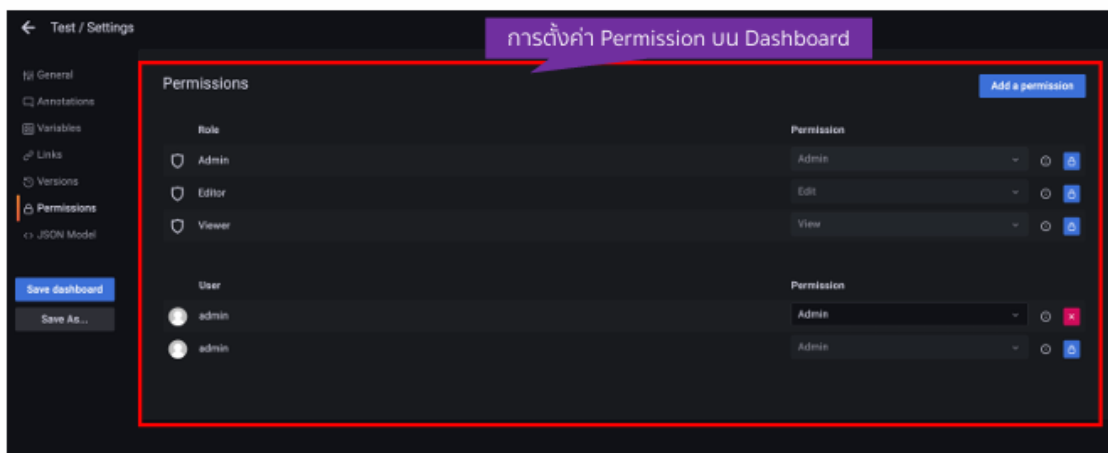 Test / Settings
การตั้งค่า Permission บน Dashboard
General
Annotations
Variables
Links
Versions
Permissions
JSON Model
Save dashboard
Save As...
Permissions
Add a permission
Role Permission
Admin Admin
Editor Edit
Viewer View
User Permission
admin Admin
admin Admin